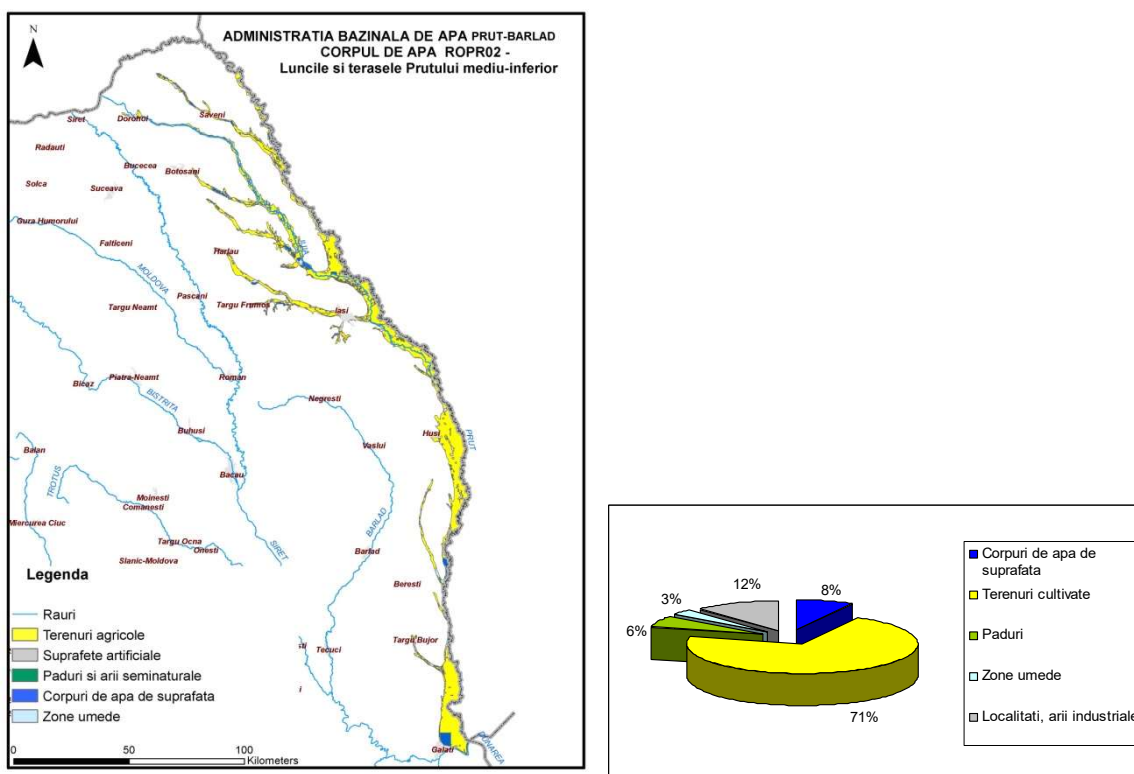 N
ADMINISTRATIA BAZINALA DE APA PRUT-BARLAD
CORPUL DE APA ROPR02 -
Luncile si terasele Prutului mediu-inferior
Siret
Dorohoi
Saveni
Radauti
Bucecea
Botosani
Solca
Suceava
Gura Humorului
Falticeni
JIJIA
Harlau
MOLDOVA
Pascani
Targu Neamt
Targu Frumos
Iasi
Piatra-Neamt
Roman
Bicaz
BISTRITA
Negresti
Buhusi
Husi
PRUT
Vaslui
Balan
Bacau
TROTUS
Moinesti
Comanesti
BARLAD
Miercurea Ciuc
Targu Ocna
Onesti
SIRET
Barlad
Slanic-Moldova
Beresti
Targu Bujor
Tecuci
Galati
DUNAREA
Legenda
Rauri
Terenuri agricole
Suprafete artificiale
Paduri si arii seminaturale
Corpuri de apa de suprafata
Zone umede
0 50 100
Kilometers
12%
8%
3%
6%
71%
Corpuri de apa de
suprafata
Terenuri cultivate
Paduri
Zone umede
Localitati, arii industriale